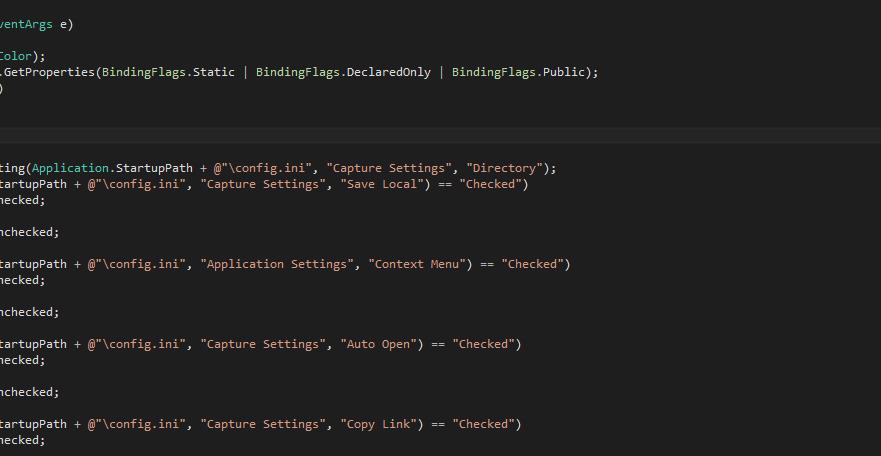 ventArgs e)
Color);
.GetProperties(BindingFlags.Static | BindingFlags.DeclaredOnly | BindingFlags.Public);
)
ting(Application.StartupPath + @"\config.ini", "Capture Settings", "Directory");
tartupPath + @"\config.ini", "Capture Settings", "Save Local") == "Checked")
hecked;
nchecked;
tartupPath + @"\config.ini", "Application Settings", "Context Menu") == "Checked")
hecked;
nchecked;
tartupPath + @"\config.ini", "Capture Settings", "Auto Open") == "Checked")
hecked;
nchecked;
tartupPath + @"\config.ini", "Capture Settings", "Copy Link") == "Checked")
hecked;